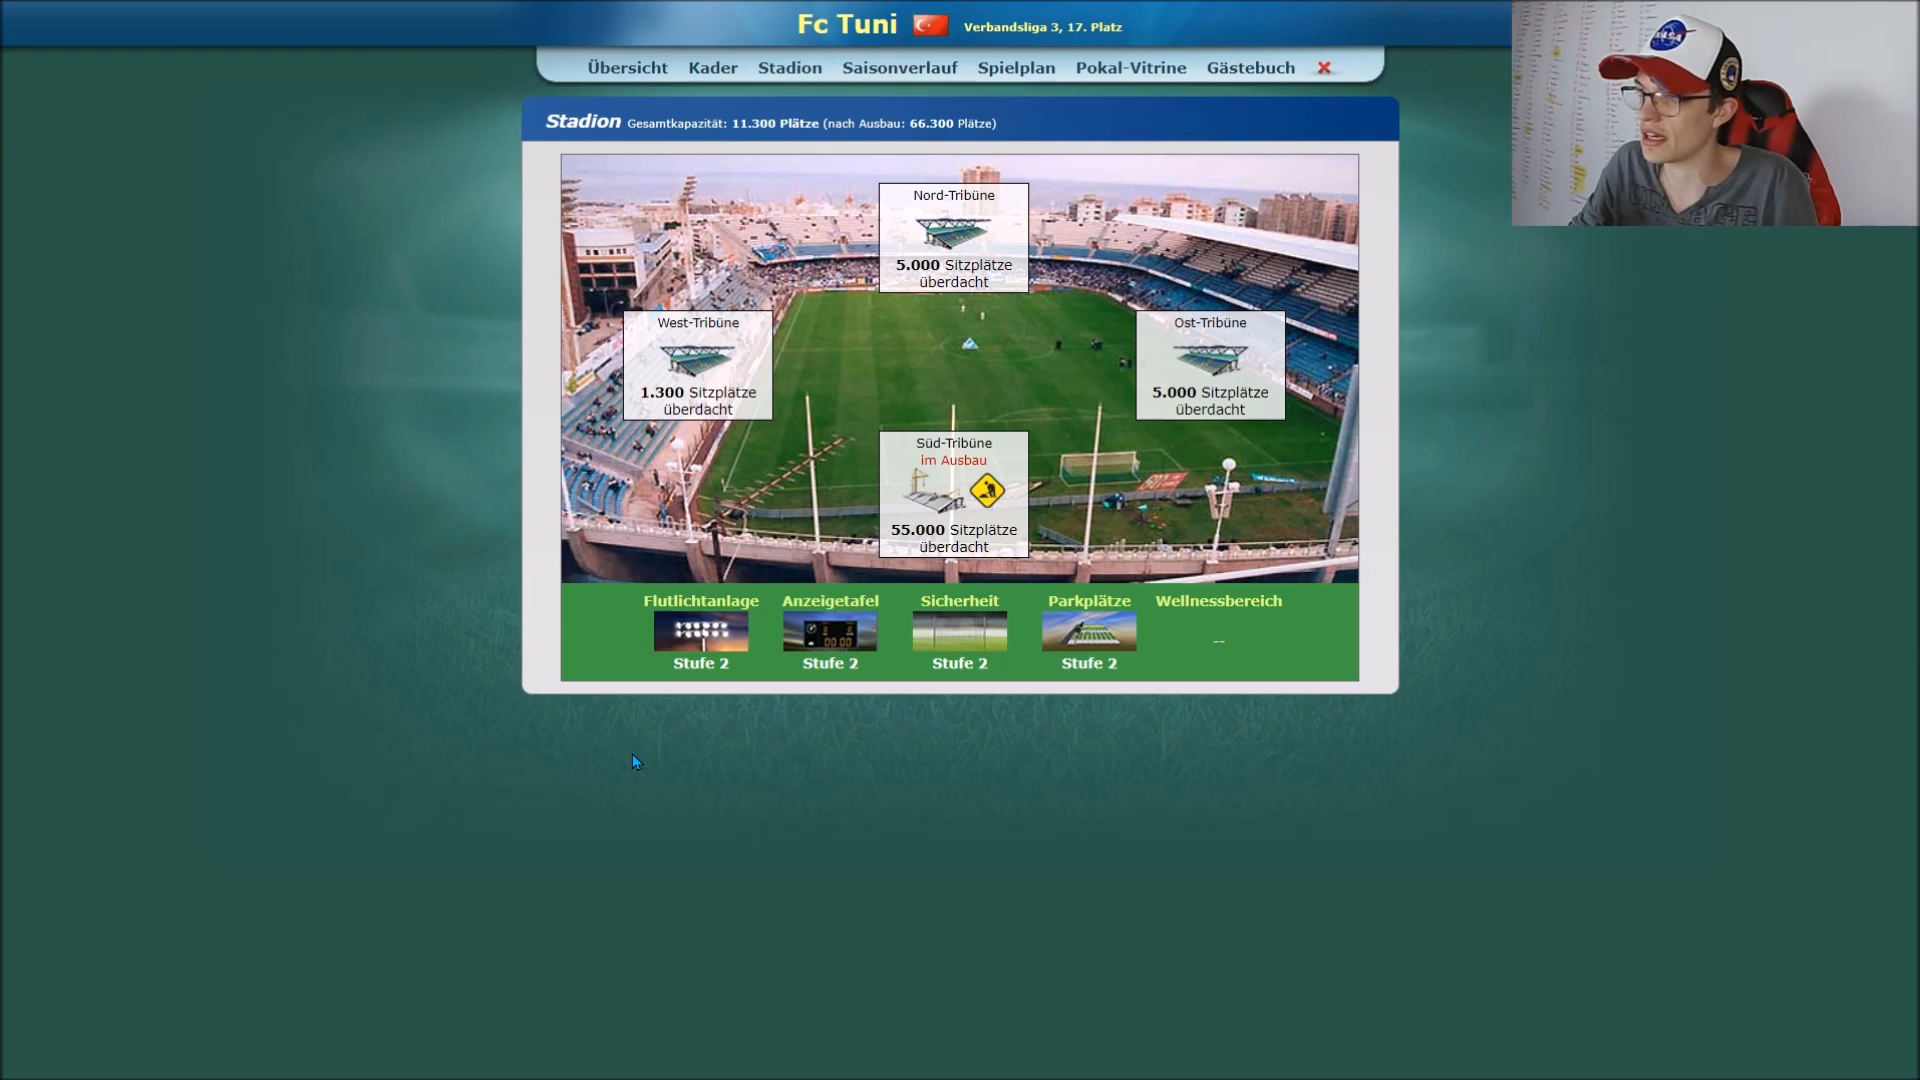 Fc Tuni Verbandsliga 3, 17. Platz
Übersicht Kader Stadion Saisonverlauf Spielplan Pokal-Vitrine Gästebuch
Stadion Gesamtkapazität: 11.300 Plätze (nach Ausbau: 66.300 Plätze)
Nord-Tribüne
5.000 Sitzplätze
überdacht
West-Tribüne
1.300 Sitzplätze
überdacht
Ost-Tribüne
5.000 Sitzplätze
überdacht
Süd-Tribüne
im Ausbau
55.000 Sitzplätze
überdacht
Flutlichtanlage Anzeigetafel Sicherheit Parkplätze Wellnessbereich
--
Stufe 2 Stufe 2 Stufe 2 Stufe 2
NASA